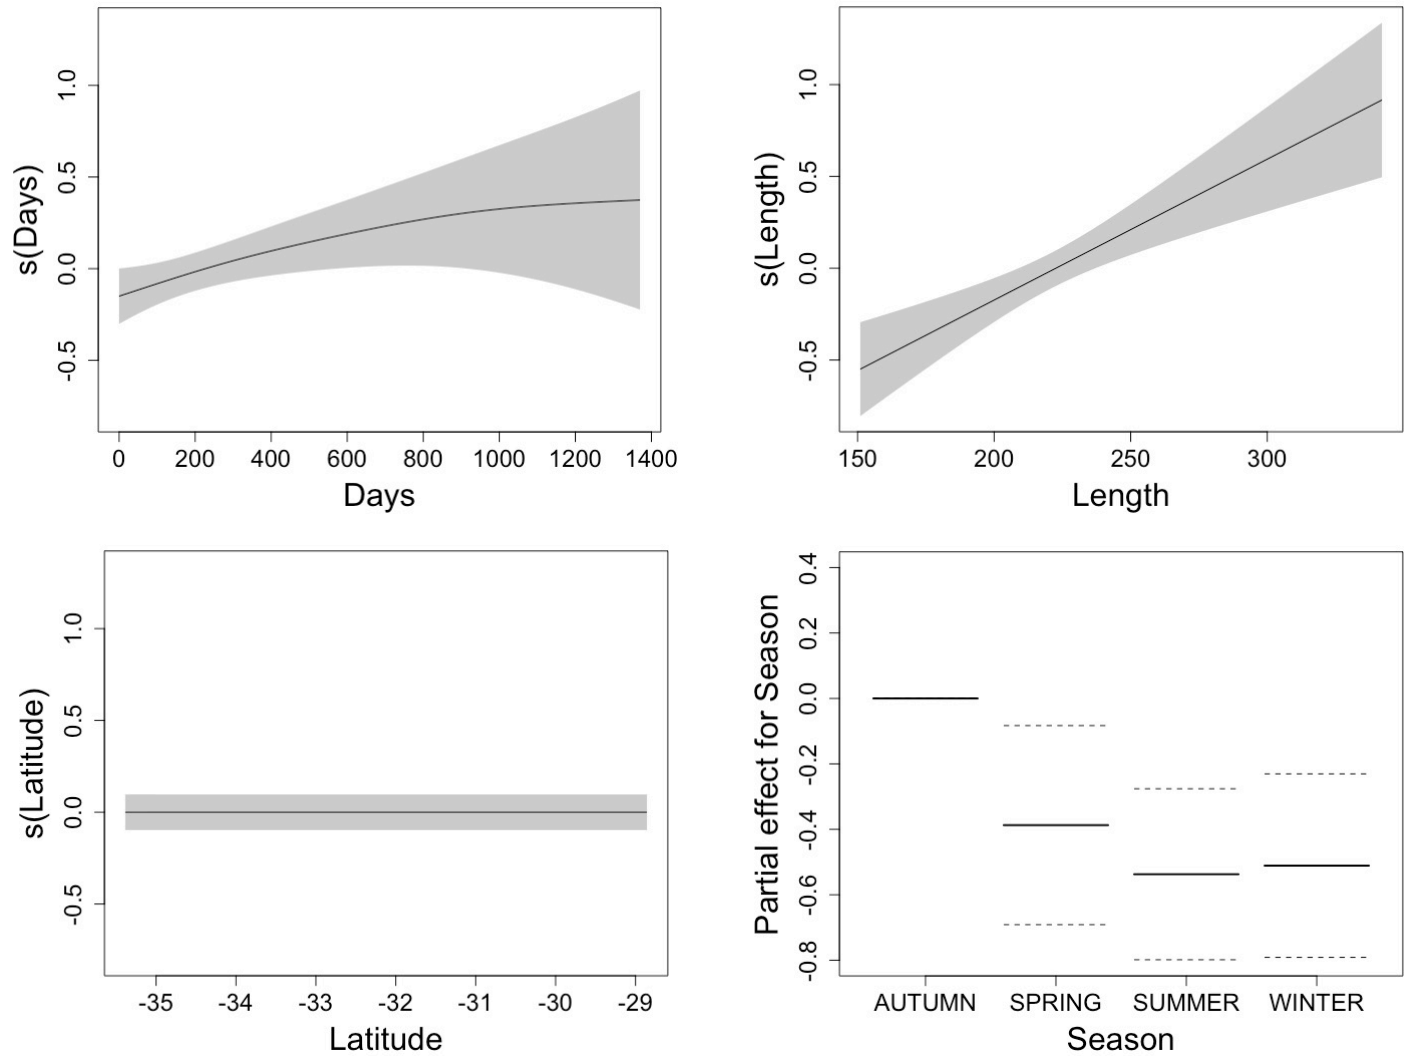 s(Days)
1.0
0.5
0.0
-0.5
0 200 400 600 800 1000 1200 1400
Days
s(Length)
1.0
0.5
0.0
-0.5
150 200 250 300
Length
s(Latitude)
1.0
0.5
0.0
-0.5
-35 -34 -33 -32 -31 -30 -29
Latitude
Partial effect for Season
0.4
0.2
0.0
-0.2
-0.4
-0.6
-0.8
AUTUMN SPRING SUMMER WINTER
Season